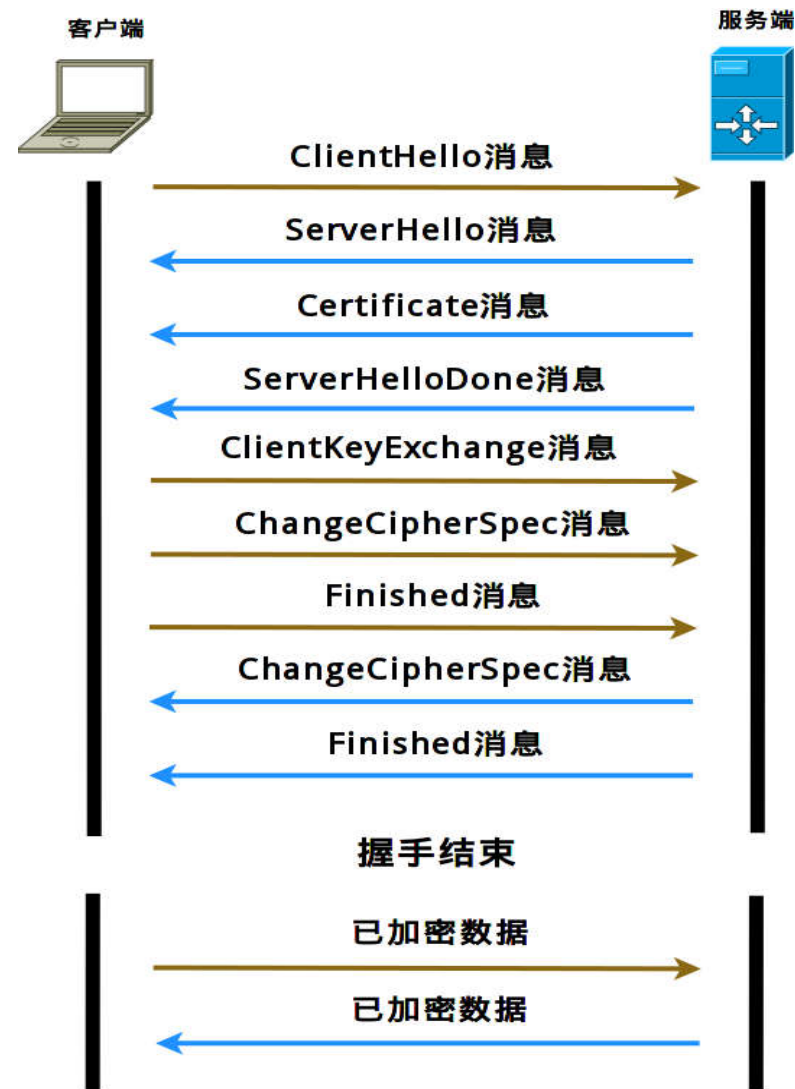 客户端
服务端
ClientHello消息
ServerHello消息
Certificate消息
ServerHelloDone消息
ClientKeyExchange消息
ChangeCipherSpec消息
Finished消息
ChangeCipherSpec消息
Finished消息
握手结束
已加密数据
已加密数据